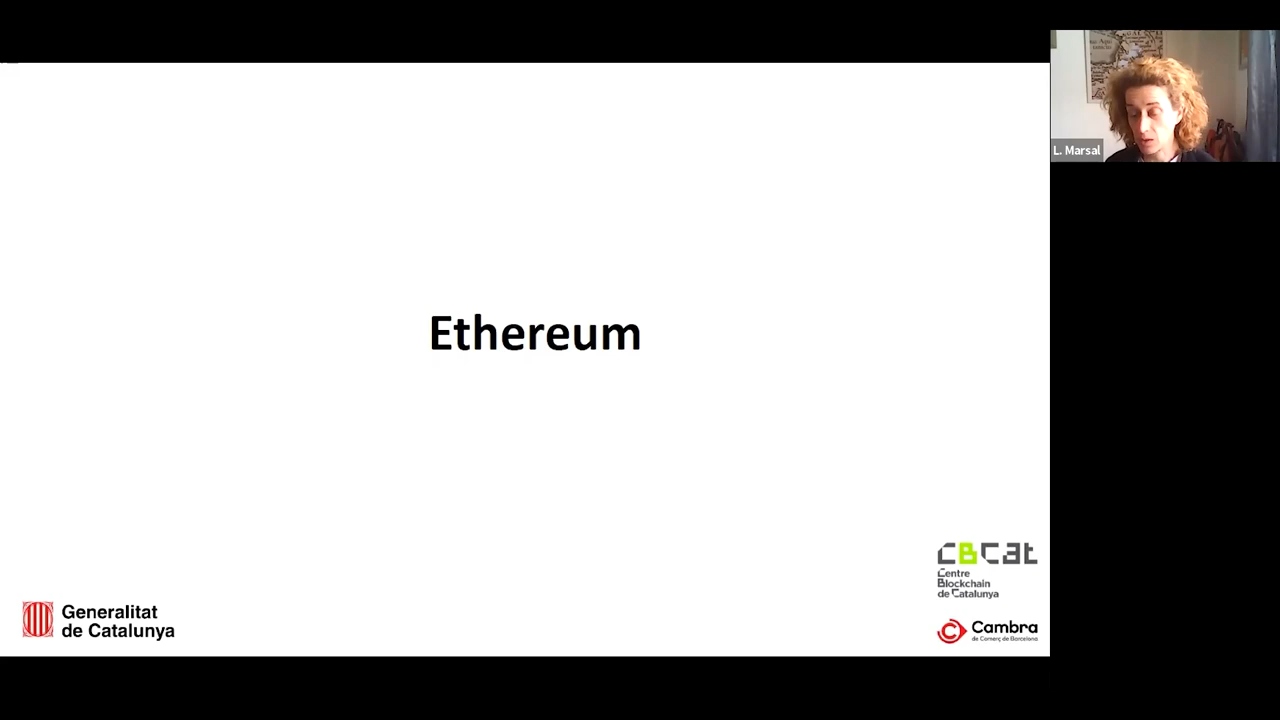 Ethereum
L. Marsal
CBCat
Centre
Blockchain
de Catalunya
Generalitat
de Catalunya
Cambra
de Comerç de Barcelona